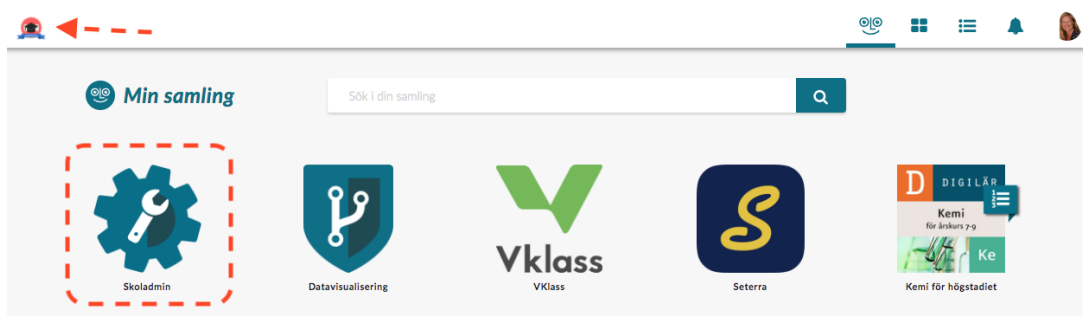 Min samling
Sök i din samling
D DIGILÄR
Kemi
för årskurs 7-9
Ke
Vklass
S
Skoladmin
Datavisualisering
VKlass
Seterra
Kemi för högstadiet